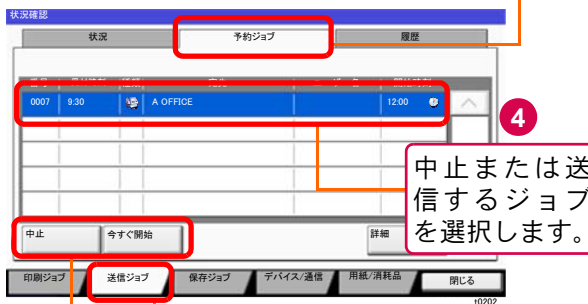 状況確認
状況 予約ジョブ 履歴
0007 9:30 A OFFICE 12:00
4
中止または送
信するジョブ
を選択します。
中止 今すぐ開始 詳細
印刷ジョブ 送信ジョブ 保存ジョブ デバイス/通信 用紙/消耗品 閉じる
t0202